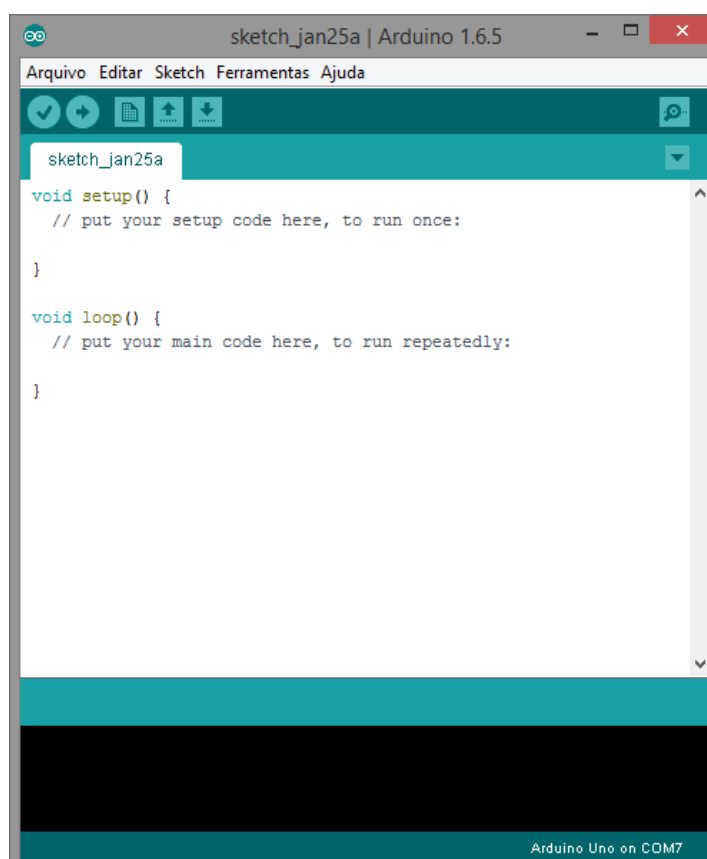 sketch_jan25a | Arduino 1.6.5
Arquivo Editar Sketch Ferramentas Ajuda
sketch_jan25a
void setup() {
  // put your setup code here, to run once:
}
void loop() {
  // put your main code here, to run repeatedly:
}
Arduino Uno on COM7